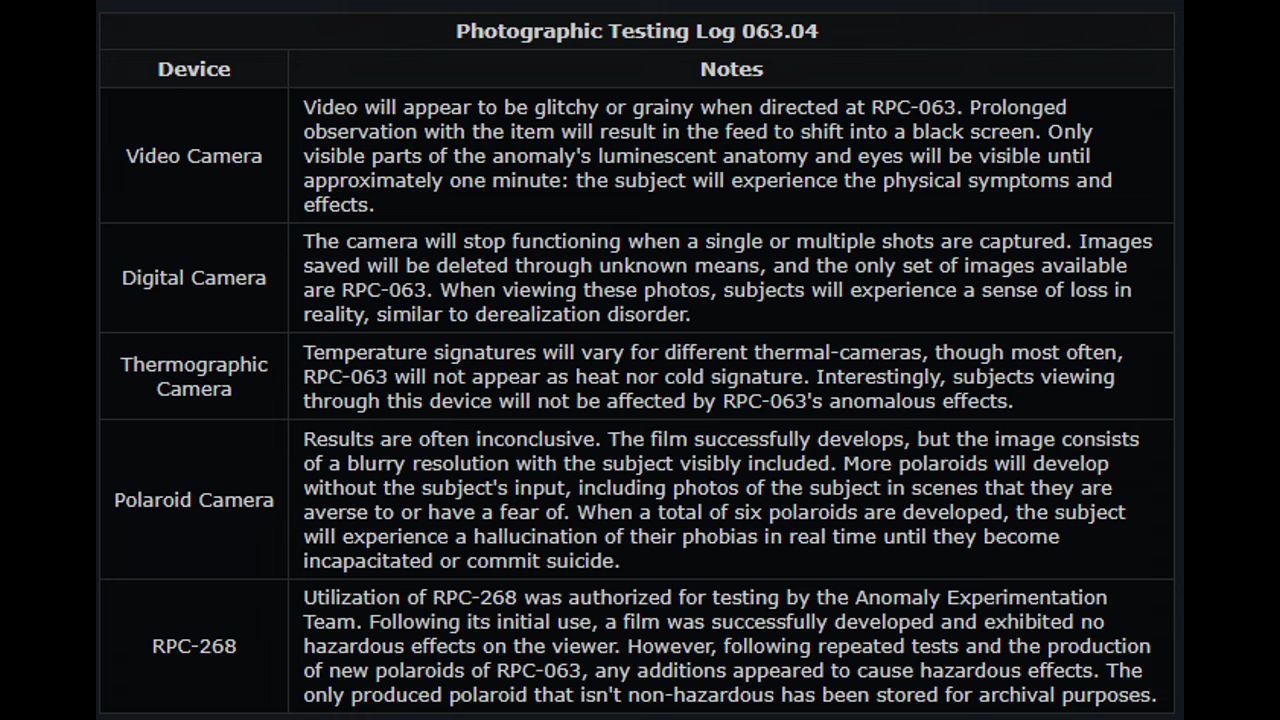 Photographic Testing Log 063.04
Device
Notes
Video Camera
Video will appear to be glitchy or grainy when directed at RPC-063. Prolonged
observation with the item will result in the feed to shift into a black screen. Only
visible parts of the anomaly's luminescent anatomy and eyes will be visible until
approximately one minute: the subject will experience the physical symptoms and
effects.
Digital Camera
The camera will stop functioning when a single or multiple shots are captured. Images
saved will be deleted through unknown means, and the only set of images available
are RPC-063. When viewing these photos, subjects will experience a sense of loss in
reality, similar to derealization disorder.
Thermographic
Camera
Temperature signatures will vary for different thermal-cameras, though most often,
RPC-063 will not appear as heat nor cold signature. Interestingly, subjects viewing
through this device will not be affected by RPC-063's anomalous effects.
Polaroid Camera
Results are often inconclusive. The film successfully develops, but the image consists
of a blurry resolution with the subject visibly included. More polaroids will develop
without the subject's input, including photos of the subject in scenes that they are
averse to or have a fear of. When a total of six polaroids are developed, the subject
will experience a hallucination of their phobias in real time until they become
incapacitated or commit suicide.
RPC-268
Utilization of RPC-268 was authorized for testing by the Anomaly Experimentation
Team. Following its initial use, a film was successfully developed and exhibited no
hazardous effects on the viewer. However, following repeated tests and the production
of new polaroids of RPC-063, any additions appeared to cause hazardous effects. The
only produced polaroid that isn't non-hazardous has been stored for archival purposes.